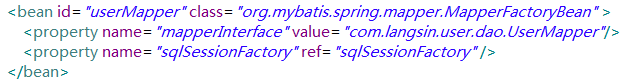 <bean id="userMapper" class="org.mybatis.spring.mapper.MapperFactoryBean" >
<property name="mapperInterface" value="com.langsin.user.dao.UserMapper"/>
<property name="sqlSessionFactory" ref="sqlSessionFactory" />
</bean>